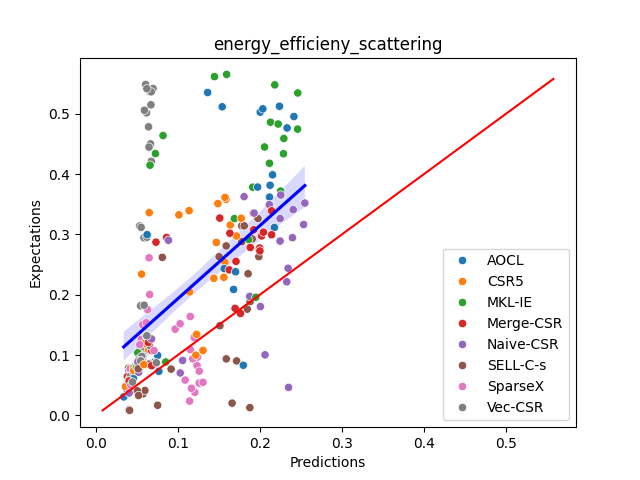 energy_efficieny_scattering
Expectations
0.5
0.4
0.3
0.2
0.1
0.0
0.0 0.1 0.2 0.3 0.4 0.5
Predictions
AOCL
CSR5
MKL-IE
Merge-CSR
Naive-CSR
SELL-C-s
SparseX
Vec-CSR